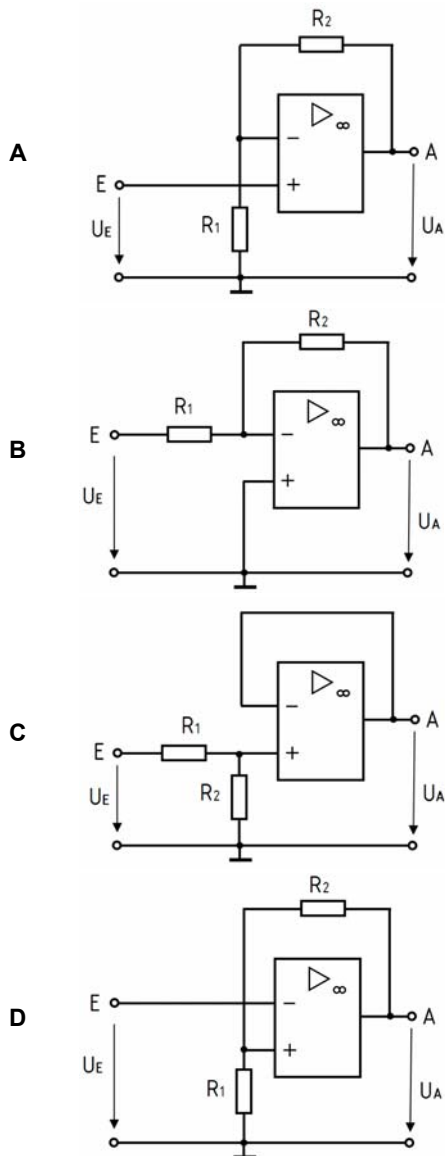 R2
A
▷∞
−
A
E
+
UE
R1
UA
R2
B
▷∞
E
R1
−
A
+
UE
UA
C
▷∞
−
A
R1
E
+
UE
R2
UA
R2
D
▷∞
E
−
A
+
UE
R1
UA